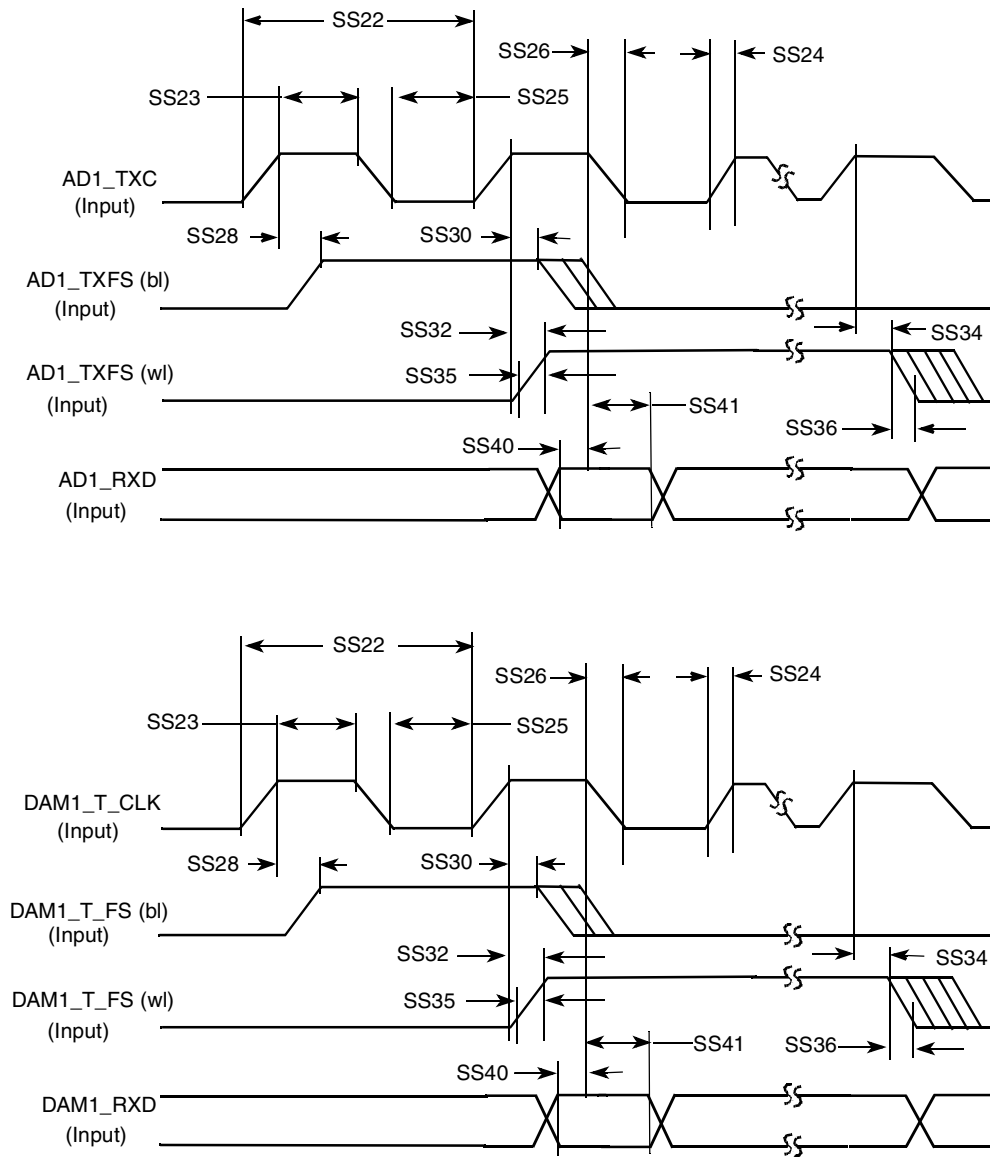 SS22
SS26
SS24
SS23
SS25
AD1_TXC
(Input)
SS28
SS30
AD1_TXFS (bl)
(Input)
SS32
SS34
SS35
AD1_TXFS (wl)
(Input)
SS41
SS36
SS40
AD1_RXD
(Input)
SS22
SS26
SS24
SS23
SS25
DAM1_T_CLK
(Input)
SS28
SS30
DAM1_T_FS (bl)
(Input)
SS32
SS34
SS35
DAM1_T_FS (wl)
(Input)
SS41
SS36
SS40
DAM1_RXD
(Input)